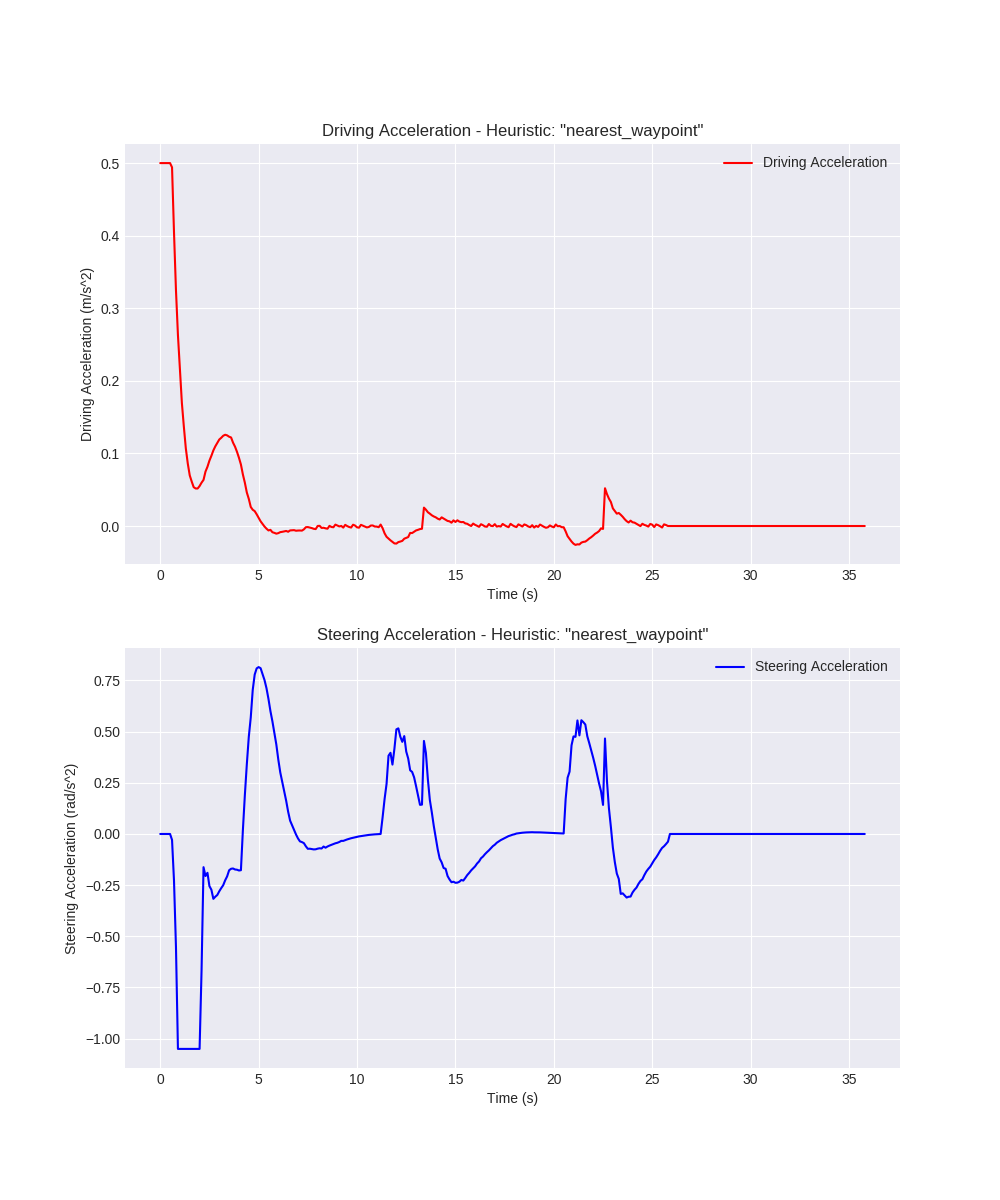 Driving Acceleration - Heuristic: "nearest_waypoint"
Driving Acceleration
Driving Acceleration (m/s^2)
0.5
0.4
0.3
0.2
0.1
0.0
0 5 10 15 20 25 30 35
Time (s)
Steering Acceleration - Heuristic: "nearest_waypoint"
Steering Acceleration
Steering Acceleration (rad/s^2)
0.75
0.50
0.25
0.00
−0.25
−0.50
−0.75
−1.00
0 5 10 15 20 25 30 35
Time (s)